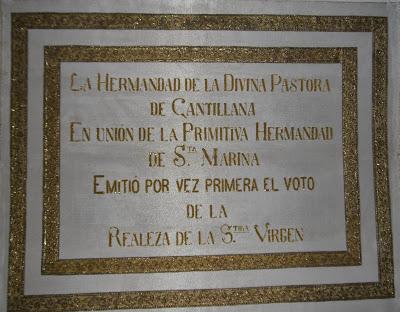 La Hermandad de la Divina Pastora
de Cantillana
En unión de la Primitiva Hermandad
de Sta Marina
Emitió por vez primera el voto
de la
Realeza de la S.tma Virgen